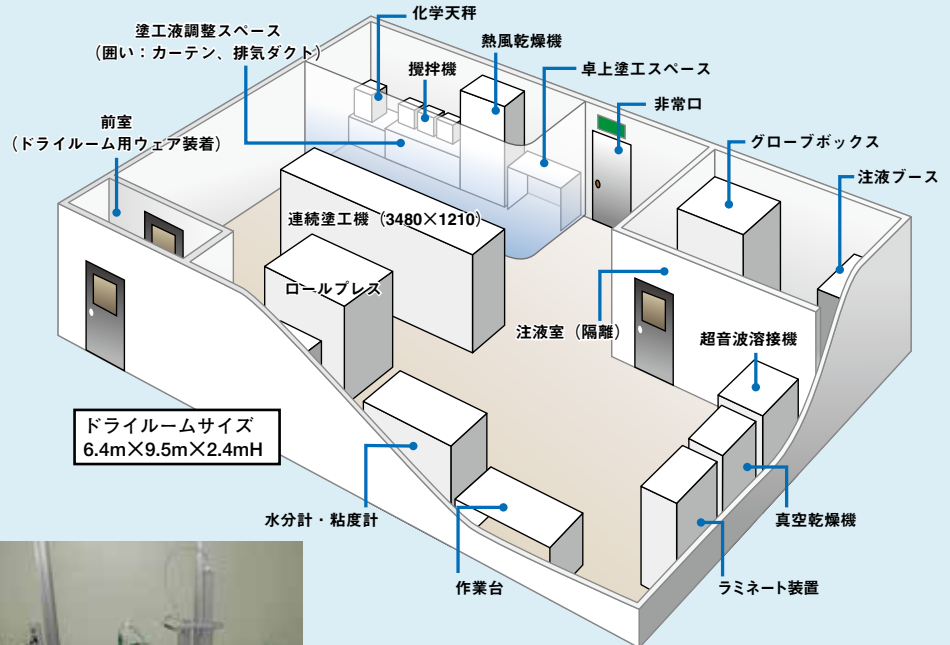 化学天秤
塗工液調整スペース
（囲い：カーテン、排気ダクト）
熱風乾燥機
攪拌機
卓上塗工スペース
非常口
前室
（ドライルーム用ウェア装着）
グローブボックス
注液ブース
連続塗工機（3480×1210）
ロールプレス
注液室（隔離）
超音波溶接機
ドライルームサイズ
6.4m×9.5m×2.4mH
水分計・粘度計
真空乾燥機
作業台
ラミネート装置